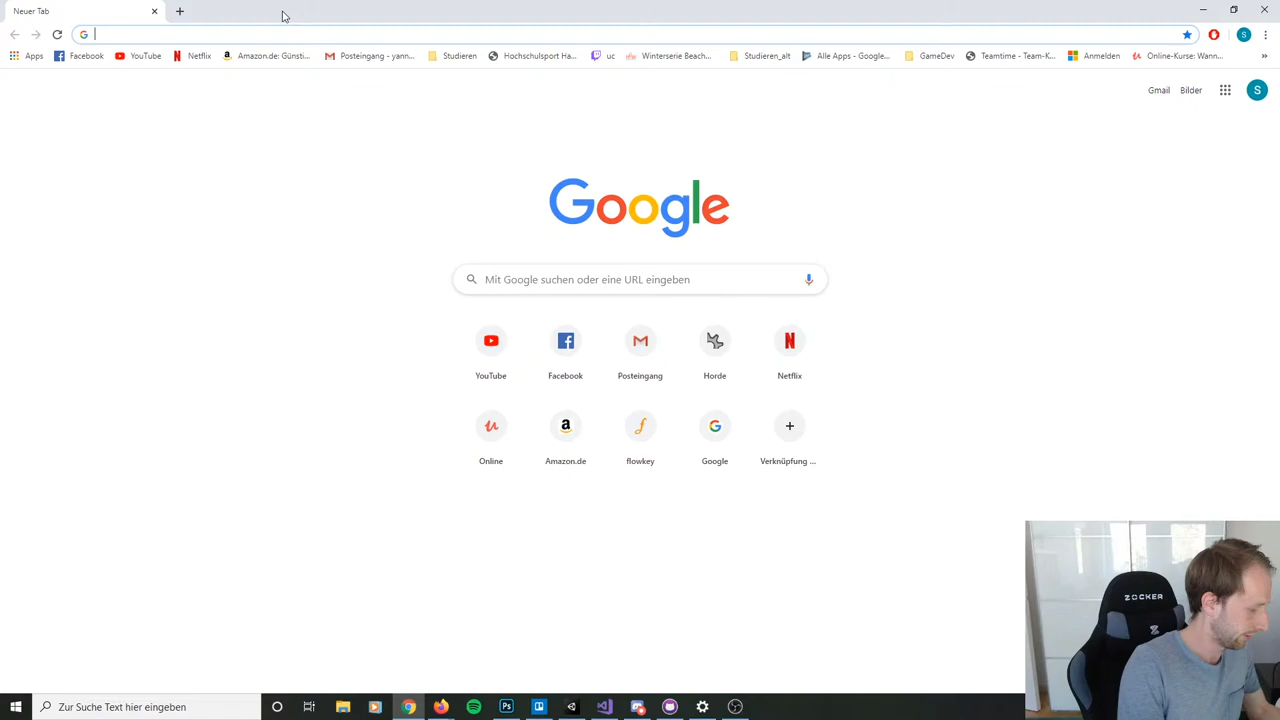 Neuer Tab
Apps Facebook YouTube Netflix Amazon.de: Günsti... Posteingang - yann... Studieren Hochschulsport Ha... uc Winterserie Beach... Studieren_alt Alle Apps - Google... GameDev Teamtime - Team-K... Anmelden Online-Kurse: Wann... »
Gmail Bilder S
Google
Mit Google suchen oder eine URL eingeben
YouTube Facebook Posteingang Horde Netflix
Online Amazon.de flowkey Google Verknüpfung ...
ZOCKER
Zur Suche Text hier eingeben